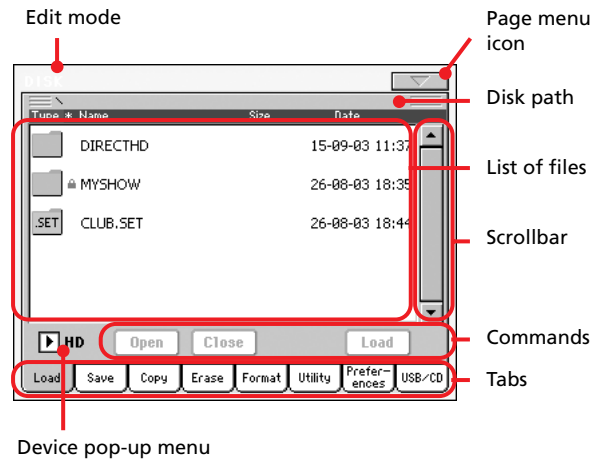 Edit mode
Page menu
icon
DISK
Disk path
Type * Name Size Date
DIRECTHD 15-09-03 11:37
List of files
MYSHOW 26-08-03 18:35
.SET CLUB.SET 26-08-03 18:44
Scrollbar
HD Open Close Load
Commands
Load Save Copy Erase Format Utility Prefer-
ences USB/CD
Tabs
Device pop-up menu